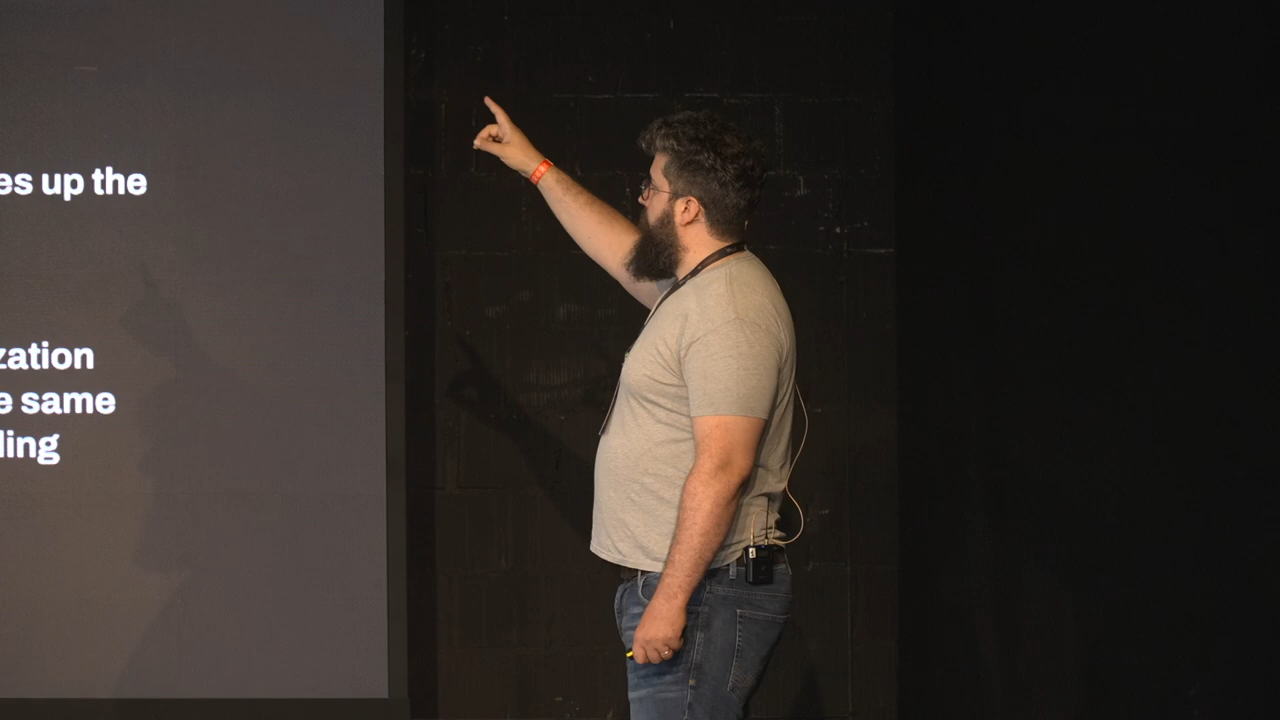 es up the
zation
e same
ling